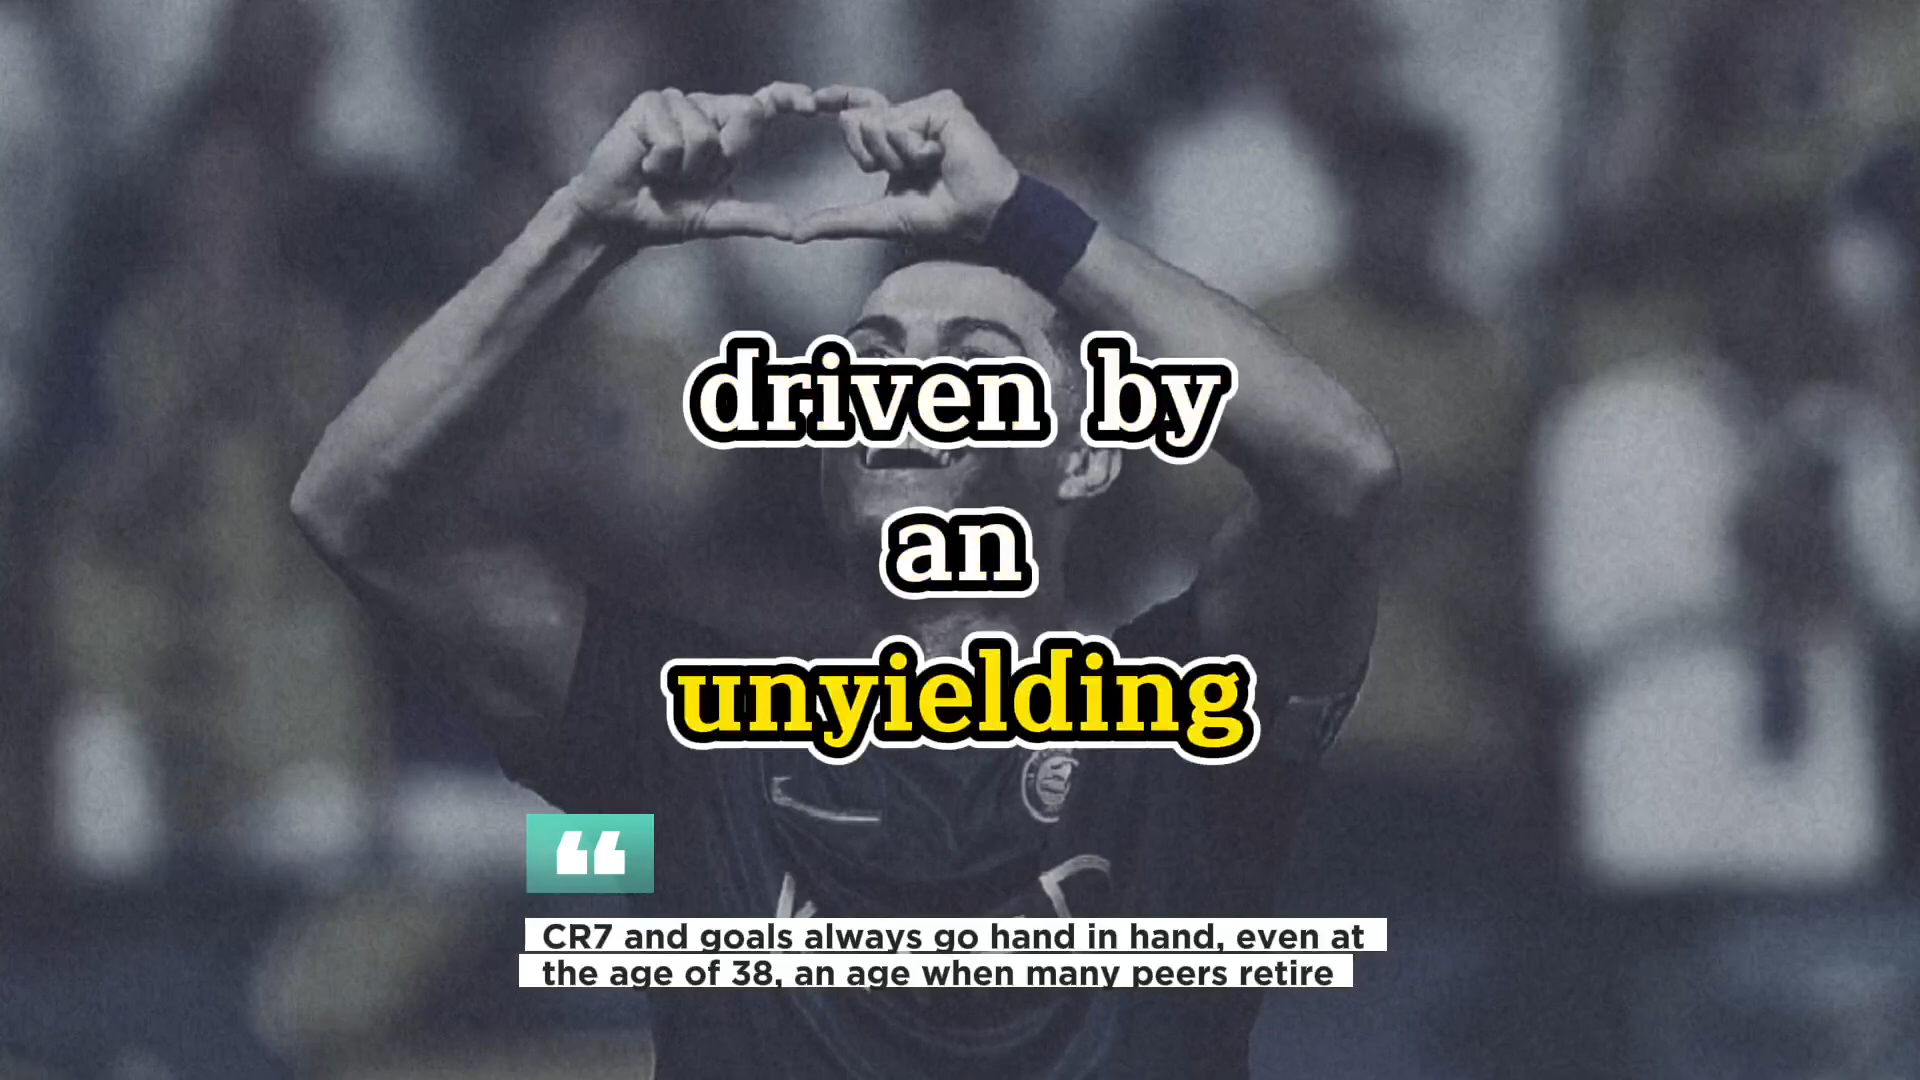 driven by
an
unyielding
CR7 and goals always go hand in hand, even at
the age of 38, an age when many peers retire